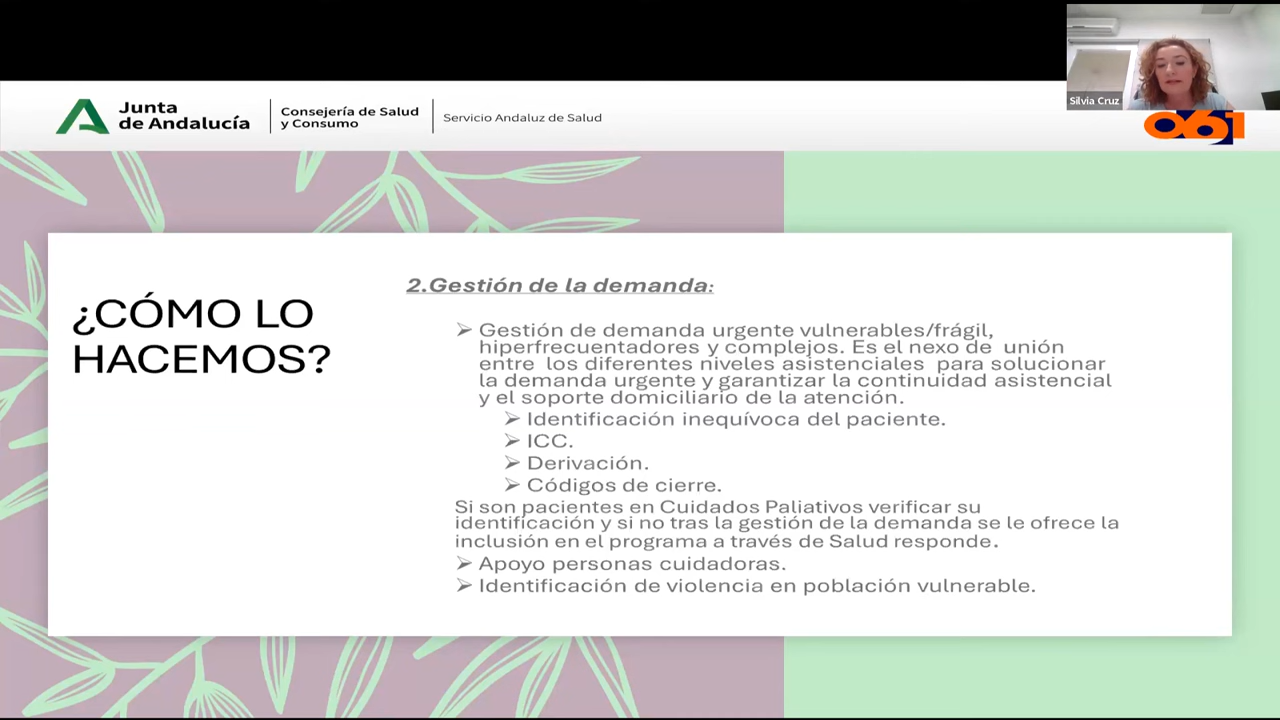 Silvia Cruz
Junta
de Andalucía
Consejería de Salud
y Consumo
Servicio Andaluz de Salud
061
¿CÓMO LO
HACEMOS?
2.Gestión de la demanda:
➢ Gestión de demanda urgente vulnerables/frágil,
hiperfrecuentadores y complejos. Es el nexo de unión
entre los diferentes niveles asistenciales para solucionar
la demanda urgente y garantizar la continuidad asistencial
y el soporte domiciliario de la atención.
➢ Identificación inequívoca del paciente.
➢ ICC.
➢ Derivación.
➢ Códigos de cierre.
Si son pacientes en Cuidados Paliativos verificar su
identificación y si no tras la gestión de la demanda se le ofrece la
inclusión en el programa a través de Salud responde.
➢ Apoyo personas cuidadoras.
➢ Identificación de violencia en población vulnerable.